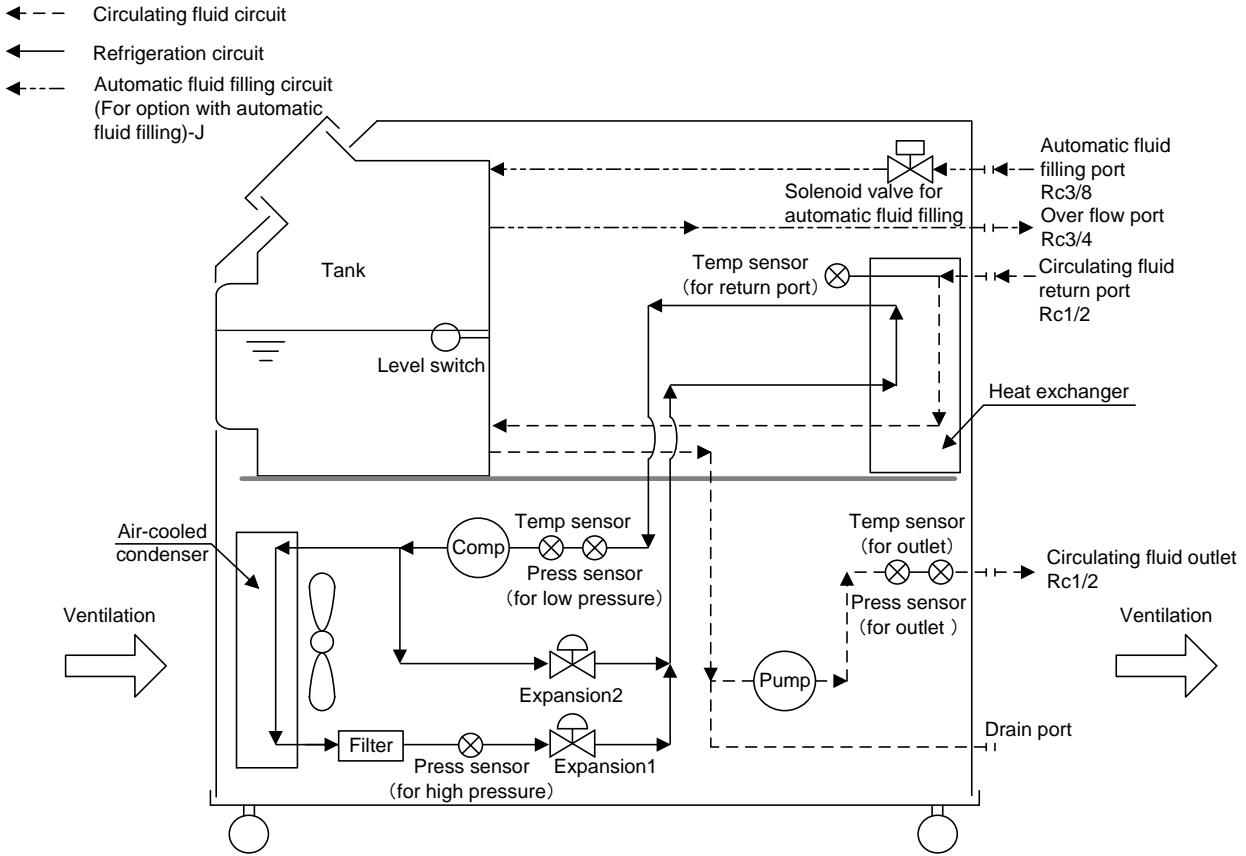 Circulating fluid circuit
Refrigeration circuit
Automatic fluid filling circuit
(For option with automatic
fluid filling)-J
Automatic fluid
filling port
Rc3/8
Solenoid valve for
automatic fluid filling
Over flow port
Rc3/4
Tank
Temp sensor
(for return port)
Circulating fluid
return port
Rc1/2
Level switch
Heat exchanger
Air-cooled
condenser
Comp
Temp sensor
Press sensor
(for low pressure)
Temp sensor
(for outlet)
Press sensor
(for outlet )
Circulating fluid outlet
Rc1/2
Ventilation
Ventilation
Expansion2
Pump
Filter
Press sensor
(for high pressure)
Expansion1
Drain port